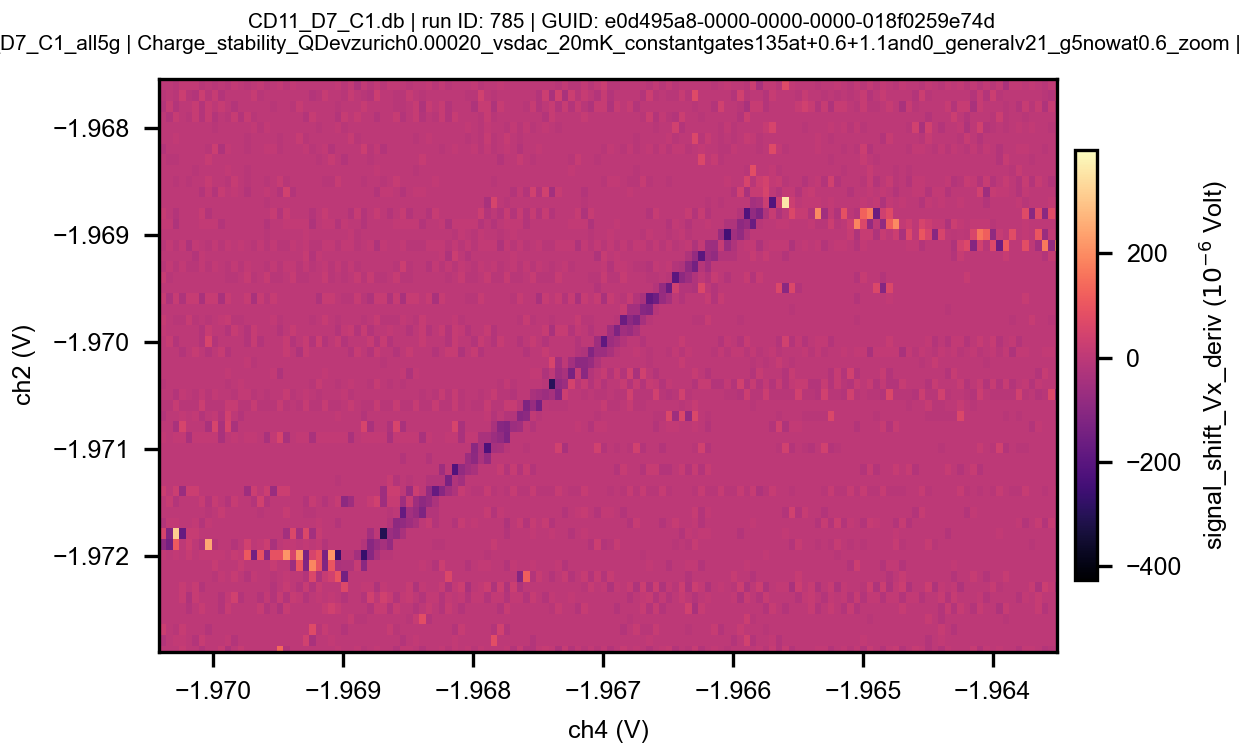 CD11_D7_C1.db | run ID: 785 | GUID: e0d495a8-0000-0000-0000-018f0259e74d
_D7_C1_all5g | Charge_stability_QDevzurich0.00020_vsdac_20mK_constantgates135at+0.6+1.1and0_generalv21_g5nowat0.6_zoom |
−1.968
−1.969
−1.970
−1.971
−1.972
ch2 (V)
−1.970 −1.969 −1.968 −1.967 −1.966 −1.965 −1.964
ch4 (V)
200
0
−200
−400
signal_shift_Vx_deriv (10⁻⁶ Volt)